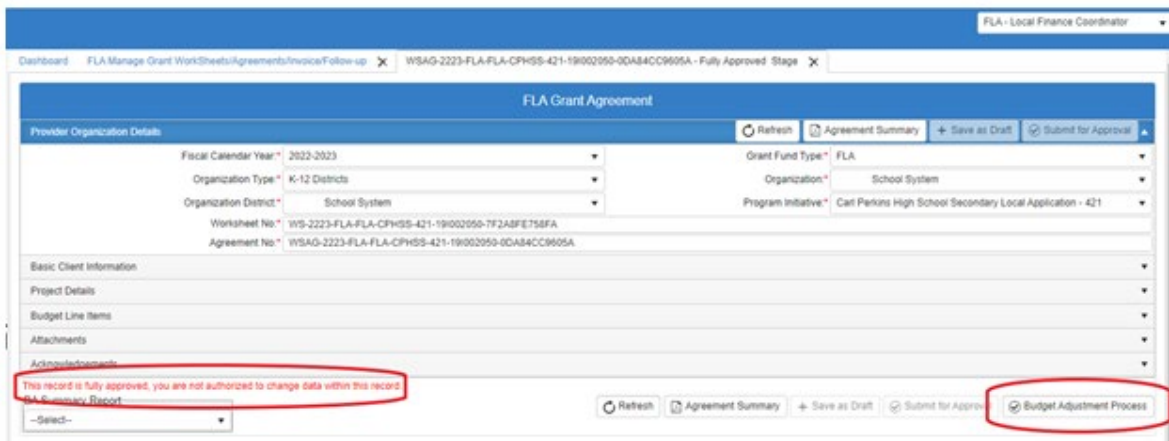 FLA - Local Finance Coordinator
Dashboard FLA Manage Grant WorkSheets/Agreements/Invoice/Follow-up X WSAG-2223-FLA-FLA-CPHSS-421-19I002050-0DA84CC9605A - Fully Approved Stage X
FLA Grant Agreement
Provider Organization Details Refresh Agreement Summary + Save as Draft Submit for Approval
Fiscal Calendar Year:* 2022-2023 Grant Fund Type:* FLA
Organization Type:* K-12 Districts Organization:* School System
Organization District:* School System Program Initiative:* Carl Perkins High School Secondary Local Application - 421
Worksheet No:* WS-2223-FLA-FLA-CPHSS-421-19I002050-7F2A8FE758FA
Agreement No:* WSAG-2223-FLA-FLA-CPHSS-421-19I002050-0DA84CC9605A
Basic Client Information
Project Details
Budget Line Items
Attachments
Acknowledgements
This record is fully approved, you are not authorized to change data within this record
BA Summary Report
--Select-- Refresh Agreement Summary + Save as Draft Submit for Approval Budget Adjustment Process